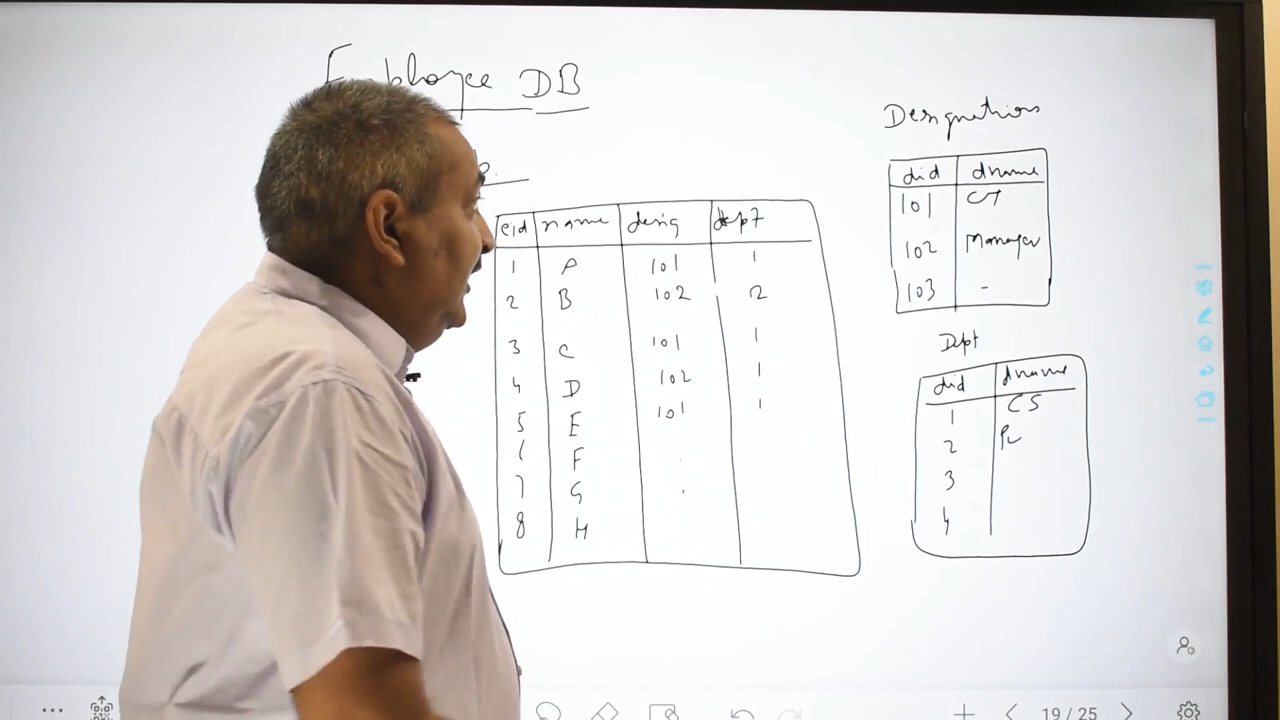 Employee DB
eid name desig dept
1 A 101 1
2 B 102 2
3 C 101 1
4 D 102 1
5 E 101 1
F
7 G
8 H
Designations
did dname
101 CT
102 Manager
103 -
Dept
did dname
1 CS
2
3
4
19/25